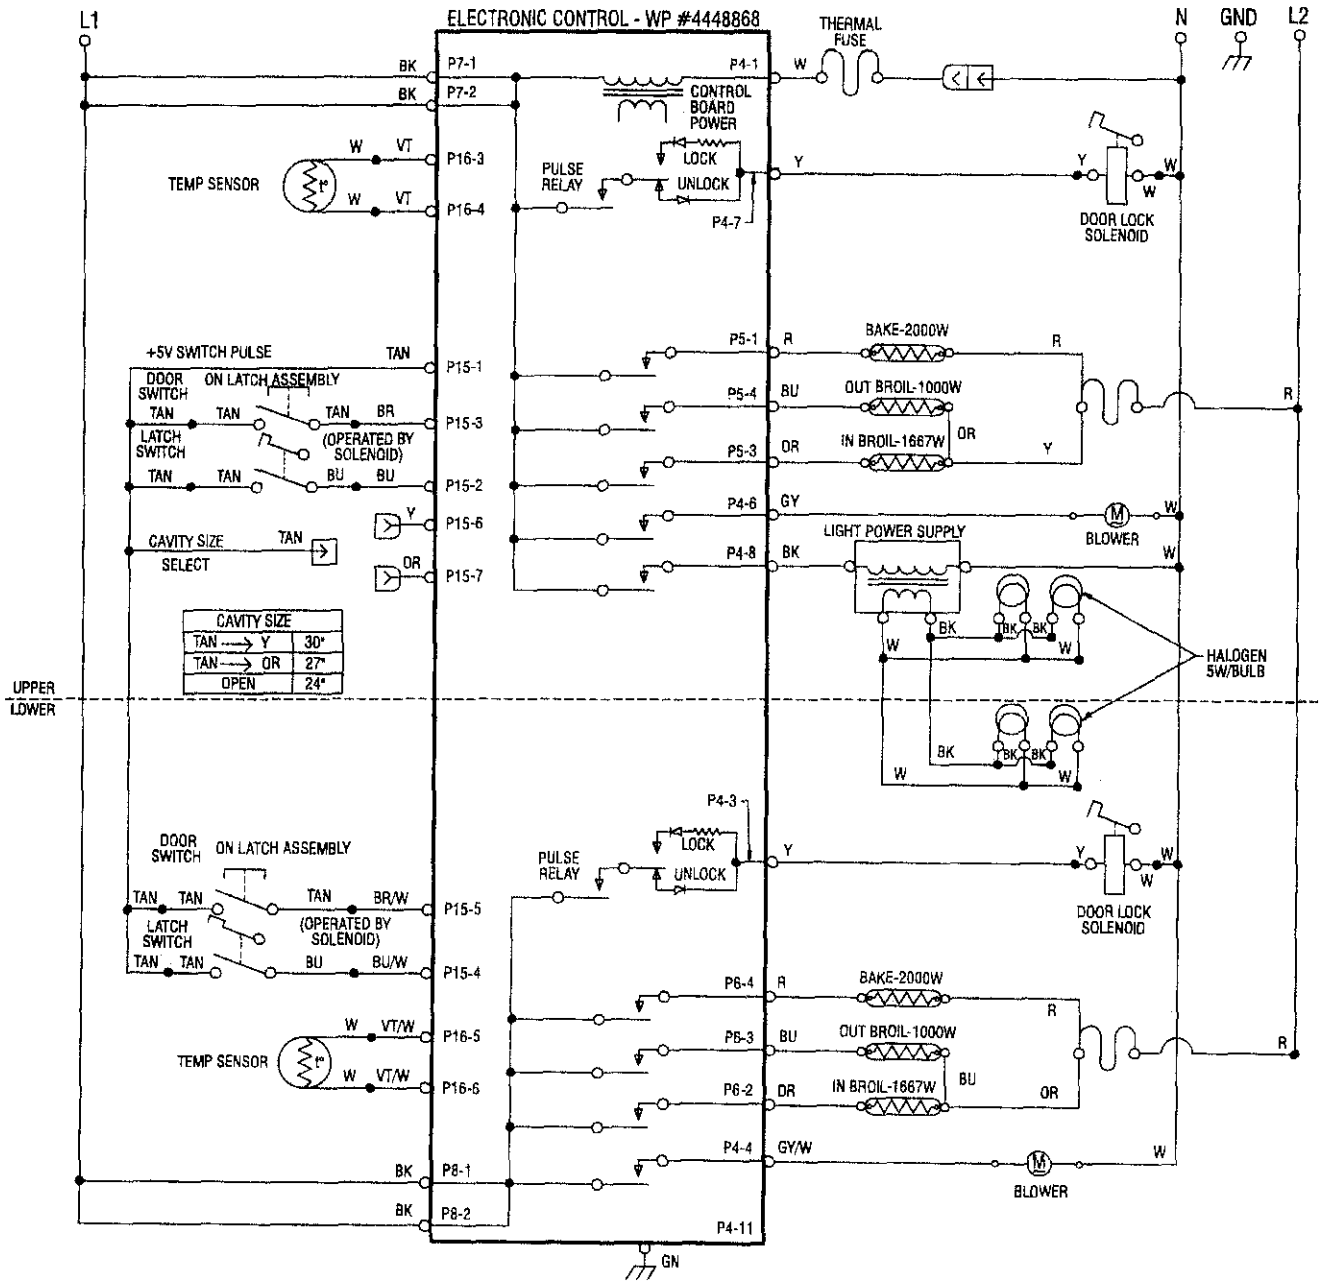 L1
ELECTRONIC CONTROL - WP #4448868
THERMAL
FUSE
N
GND
L2
BK
P7-1
P4-1
W
BK
P7-2
CONTROL
BOARD
POWER
W
VT
P16-3
TEMP SENSOR
t°
W
VT
P16-4
PULSE
RELAY
LOCK
UNLOCK
P4-7
Y
Y
W
W
DOOR LOCK
SOLENOID
+5V SWITCH PULSE
TAN
P15-1
P5-1
R
BAKE-2000W
R
DOOR
SWITCH
ON LATCH ASSEMBLY
TAN
TAN
TAN
BR
P15-3
P5-4
BU
OUT BROIL-1000W
R
LATCH
SWITCH
(OPERATED BY
SOLENOID)
P5-3
OR
IN BROIL-1667W
OR
Y
TAN
TAN
BU
BU
P15-2
Y
P15-6
P4-6
GY
M
W
BLOWER
CAVITY SIZE
SELECT
TAN
OR
P15-7
P4-8
BK
LIGHT POWER SUPPLY
W
CAVITY SIZE
TAN → Y 30"
TAN → OR 27"
OPEN 24"
BK
BK
BK
W
W
HALOGEN
5W/BULB
UPPER
LOWER
BK
BK
BK
W
W
P4-3
DOOR
SWITCH
ON LATCH ASSEMBLY
PULSE
RELAY
LOCK
UNLOCK
Y
Y
W
W
DOOR LOCK
SOLENOID
TAN
TAN
TAN
BR/W
P15-5
LATCH
SWITCH
(OPERATED BY
SOLENOID)
TAN
TAN
BU
BU/W
P15-4
P6-4
R
BAKE-2000W
R
W
VT/W
P16-5
P6-3
BU
OUT BROIL-1000W
R
TEMP SENSOR
t°
W
VT/W
P16-6
P6-2
OR
IN BROIL-1667W
BU
OR
P4-4
GY/W
M
W
BLOWER
BK
P8-1
BK
P8-2
P4-11
GN